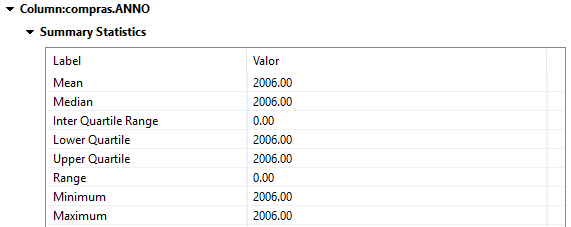 Column:compras.ANNO
Summary Statistics
Label Valor
Mean 2006.00
Median 2006.00
Inter Quartile Range 0.00
Lower Quartile 2006.00
Upper Quartile 2006.00
Range 0.00
Minimum 2006.00
Maximum 2006.00